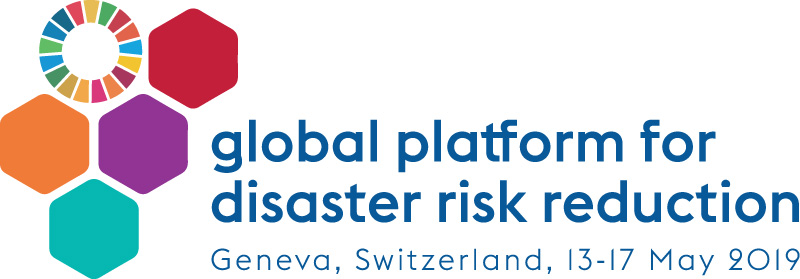 global platform for
disaster risk reduction
Geneva, Switzerland, 13-17 May 2019